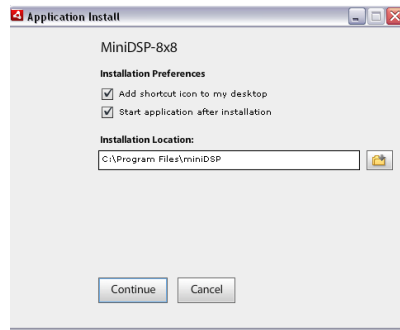 Application Install
MiniDSP-8x8
Installation Preferences
Add shortcut icon to my desktop
Start application after installation
Installation Location:
C:\Program Files\miniDSP
Continue
Cancel